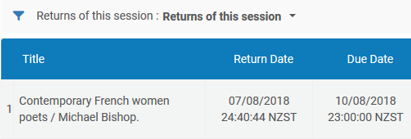 Returns of this session : Returns of this session
Title Return Date Due Date
1 Contemporary French women poets / Michael Bishop. 07/08/2018 24:40:44 NZST 10/08/2018 23:00:00 NZST